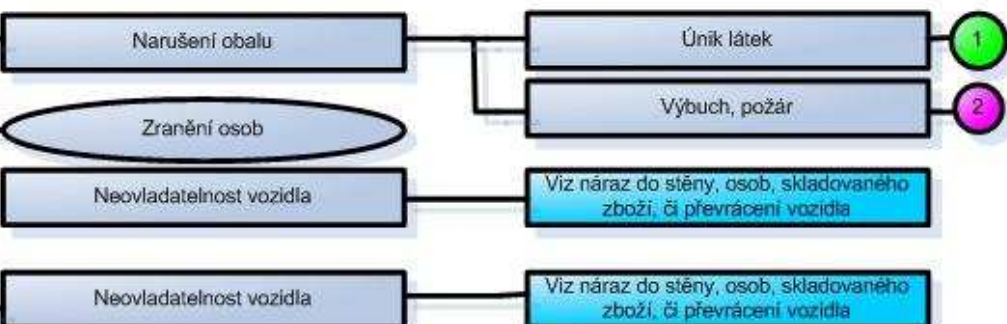 Narušení obalu
Únik látek
1
Výbuch, požár
2
Zranění osob
Neovladatelnost vozidla
Viz náraz do stěny, osob, skladovaného
zboží, či převrácení vozidla
Neovladatelnost vozidla
Viz náraz do stěny, osob, skladovaného
zboží, či převrácení vozidla